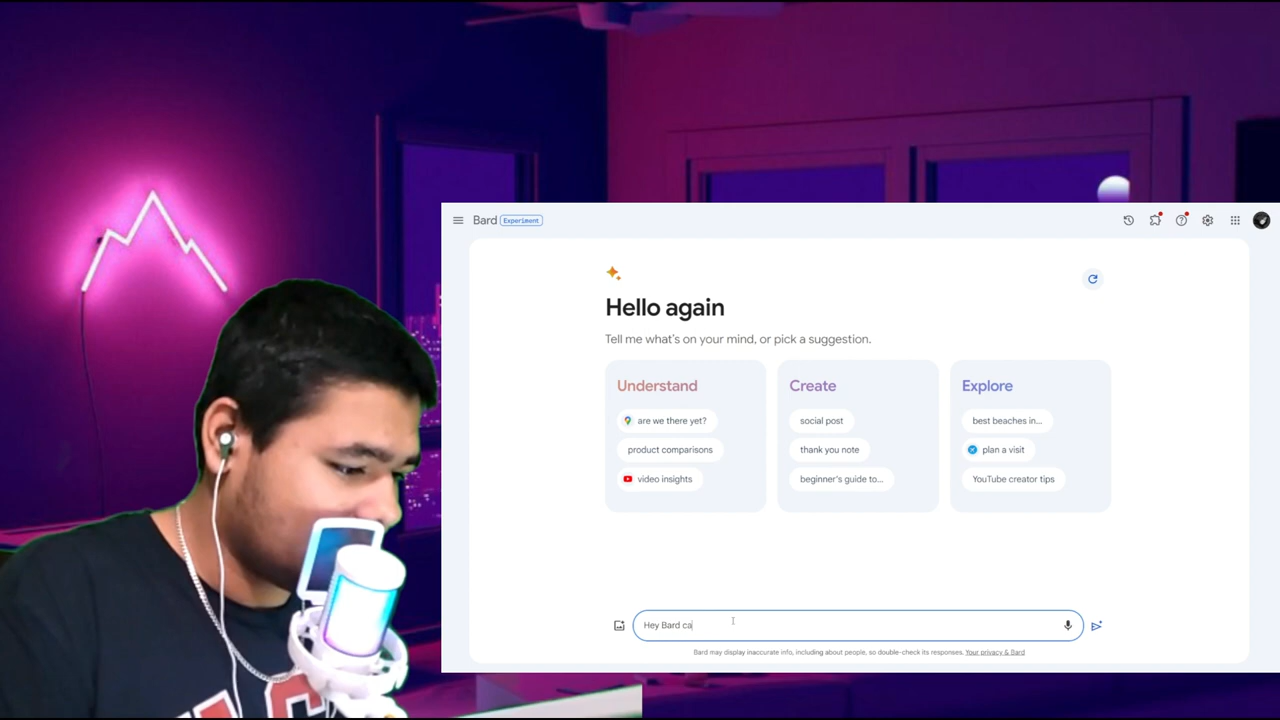 Bard Experiment
Hello again
Tell me what's on your mind, or pick a suggestion.
Understand
are we there yet?
product comparisons
video insights
Create
social post
thank you note
beginner's guide to...
Explore
best beaches in...
plan a visit
YouTube creator tips
Hey Bard ca
Bard may display inaccurate info, including about people, so double-check its responses. Your privacy & Bard